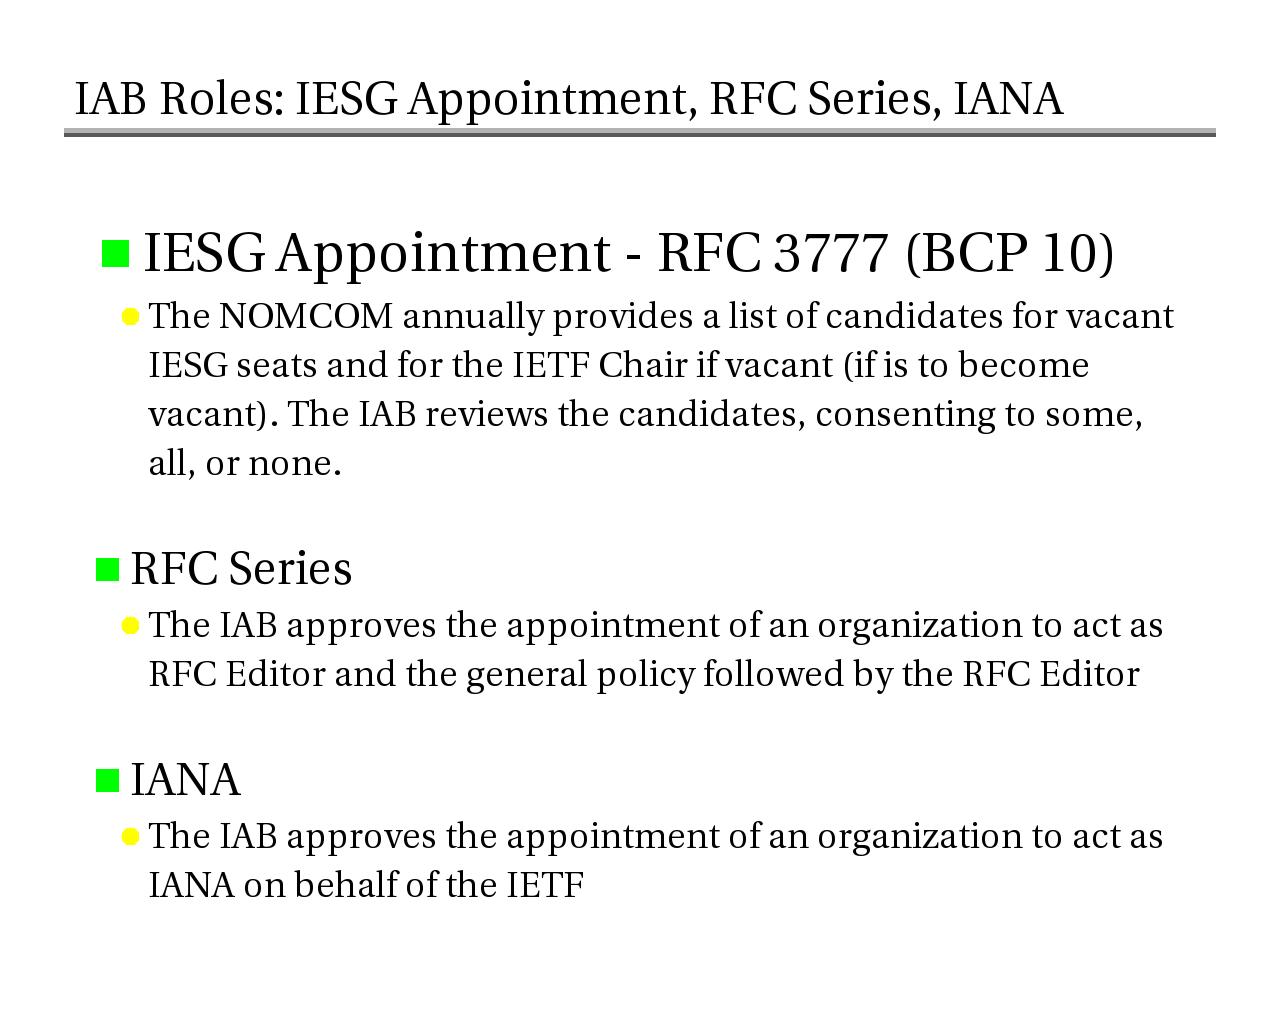 IAB Roles: IESG Appointment, RFC Series, IANA
IESG Appointment - RFC 3777 (BCP 10)
The NOMCOM annually provides a list of candidates for vacant
IESG seats and for the IETF Chair if vacant (if is to become
vacant). The IAB reviews the candidates, consenting to some,
all, or none.
RFC Series
The IAB approves the appointment of an organization to act as
RFC Editor and the general policy followed by the RFC Editor
IANA
The IAB approves the appointment of an organization to act as
IANA on behalf of the IETF